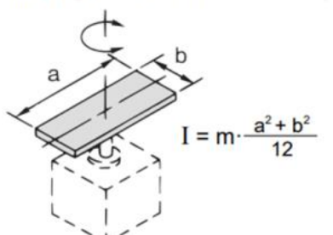 a
b
I = m· a² + b²
12